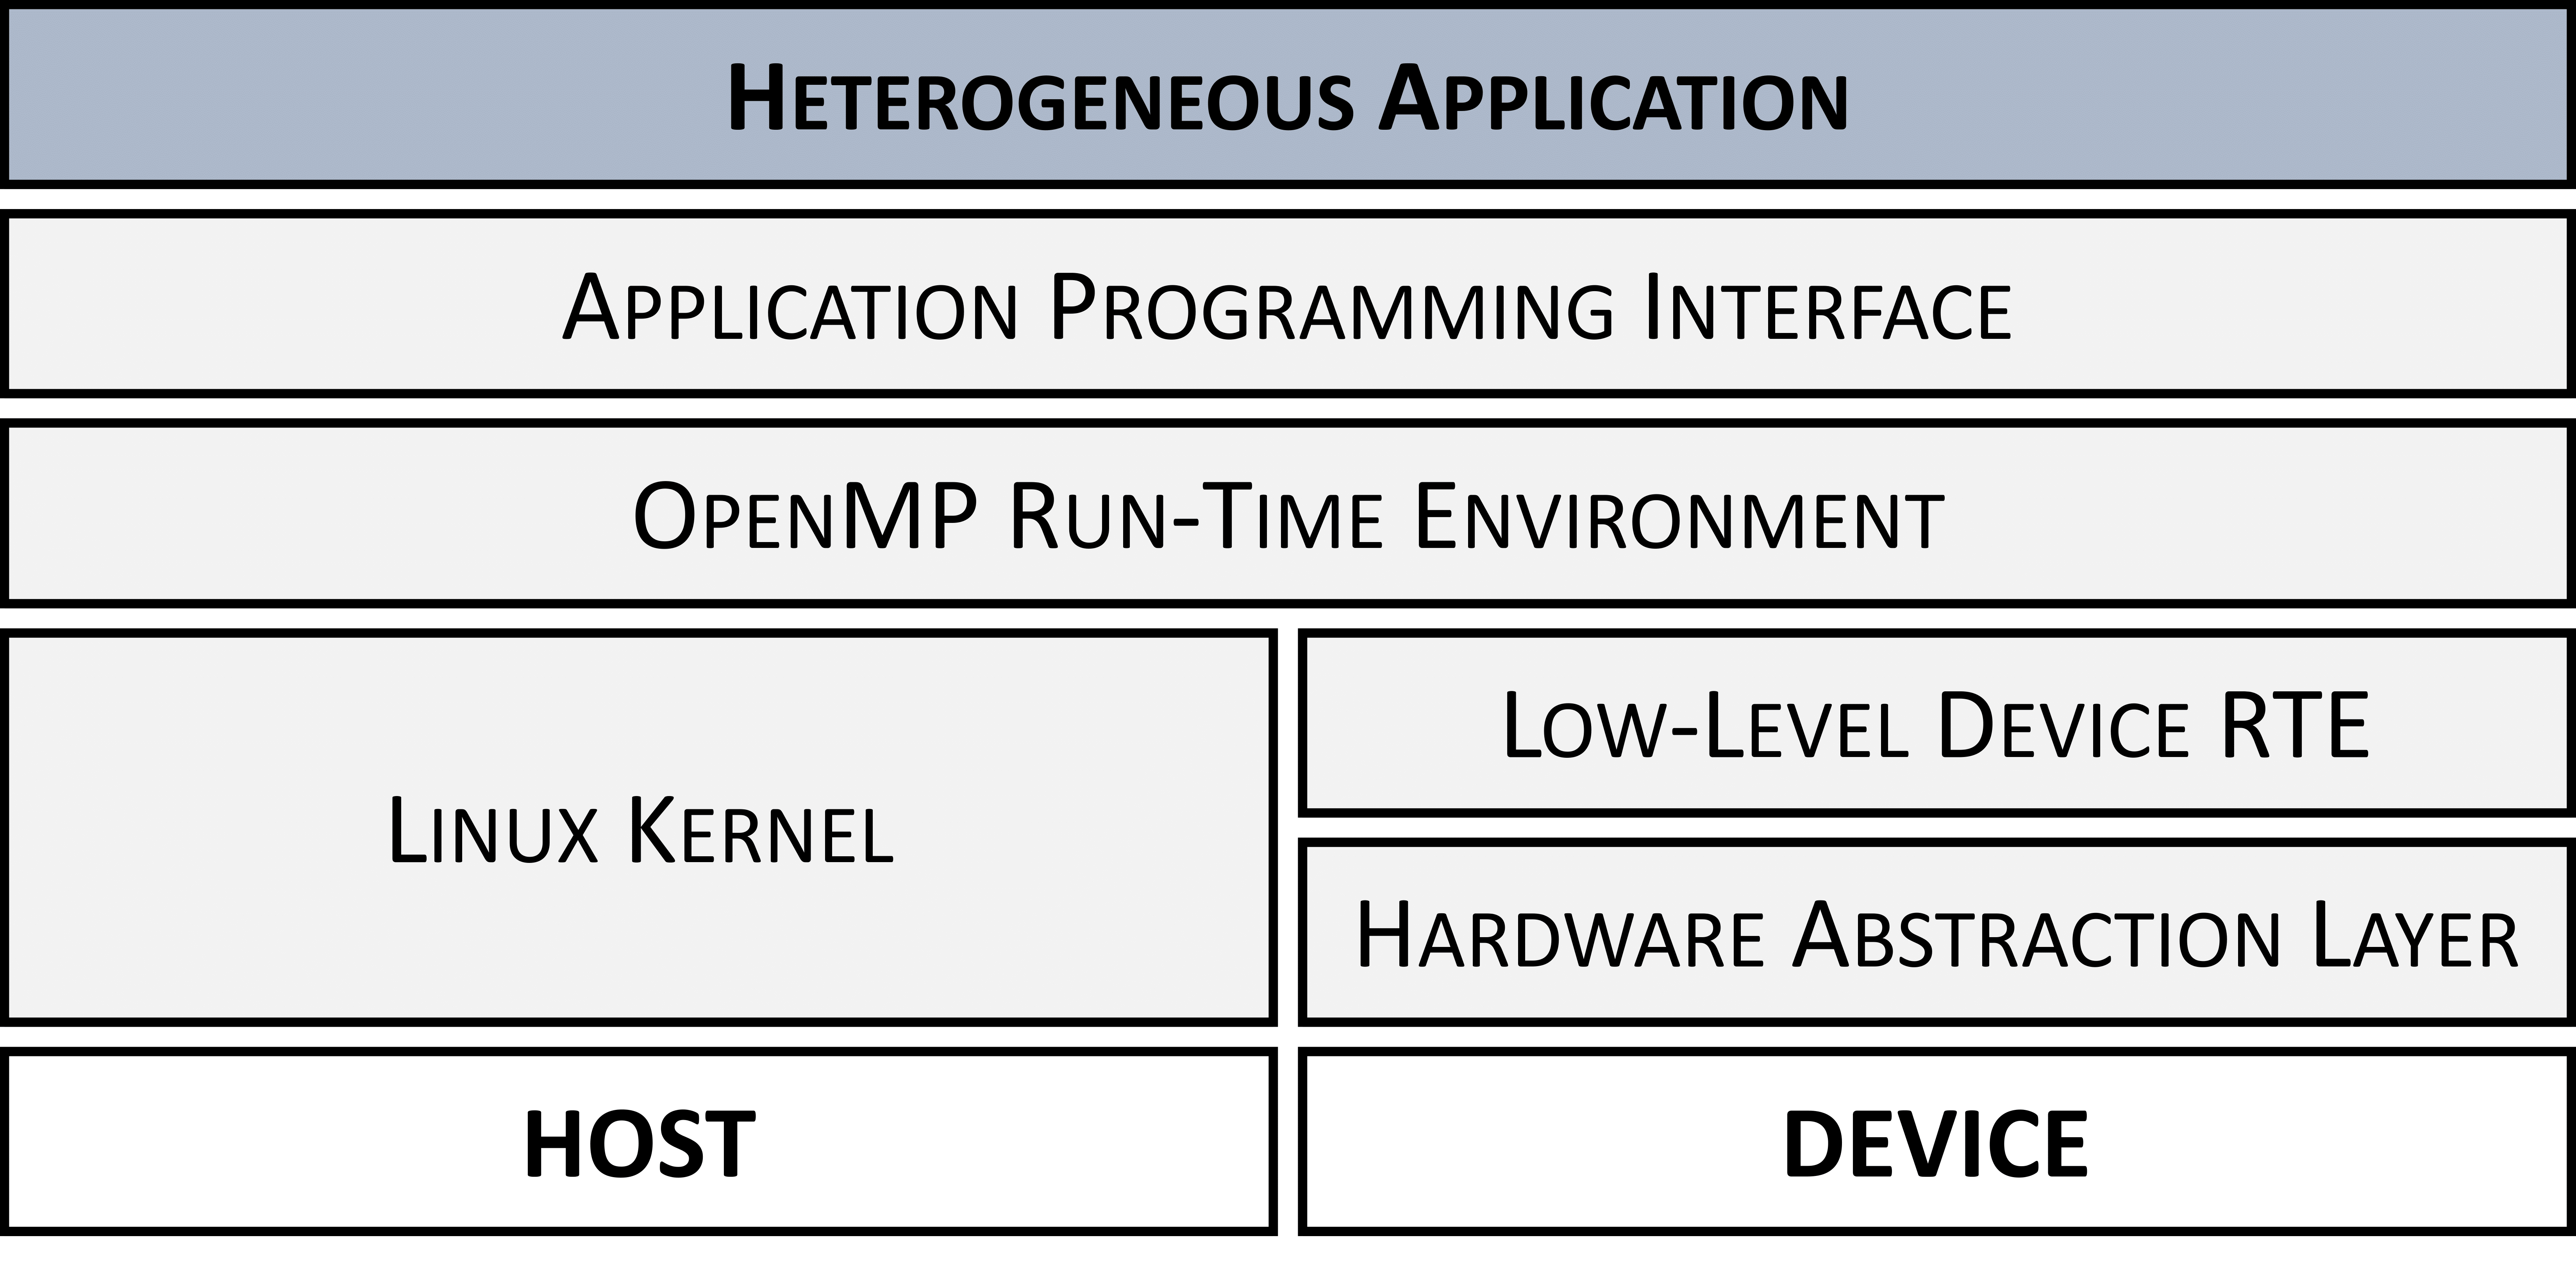 Heterogeneous Application
Application Programming Interface
OpenMP Run-Time Environment
Linux Kernel
Low-Level Device RTE
Hardware Abstraction Layer
HOST
DEVICE